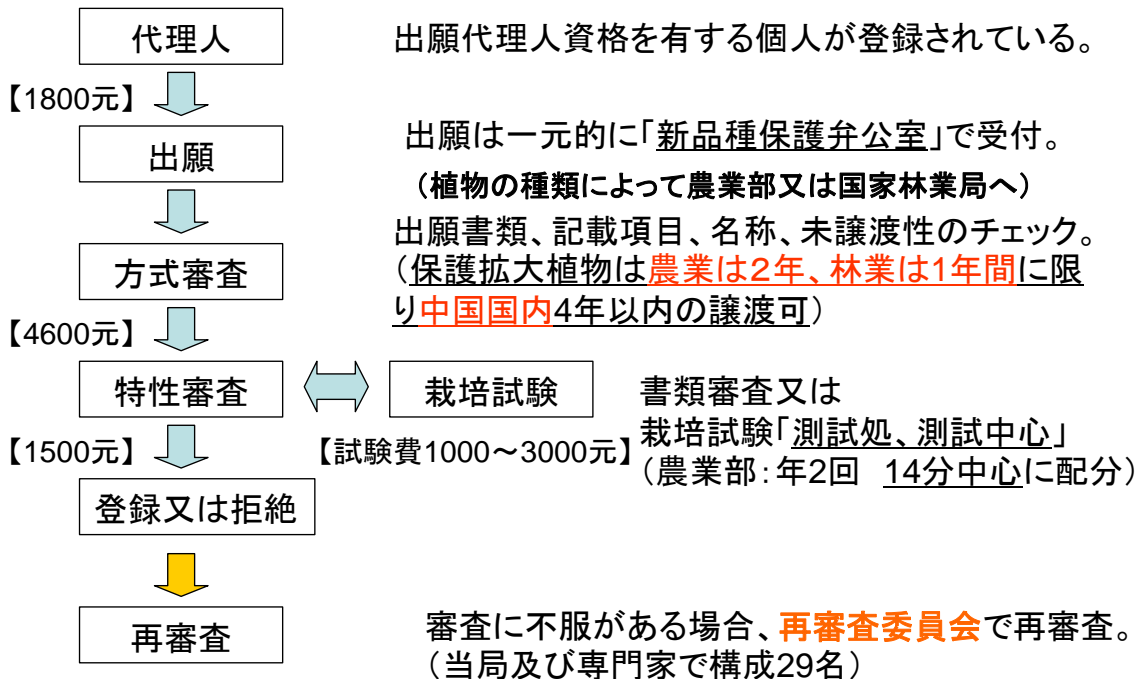 代理人
出願代理人資格を有する個人が登録されている。
【1800元】
出願
出願は一元的に「新品種保護弁公室」で受付。
（植物の種類によって農業部又は国家林業局へ）
方式審査
出願書類、記載項目、名称、未譲渡性のチェック。
（保護拡大植物は農業は２年、林業は1年間に限
り中国国内4年以内の譲渡可）
【4600元】
特性審査
栽培試験
書類審査又は
栽培試験「測試処、測試中心」
（農業部：年2回　14分中心に配分）
【1500元】
【試験費1000～3000元】
登録又は拒絶
再審査
審査に不服がある場合、再審査委員会で再審査。
（当局及び専門家で構成29名）